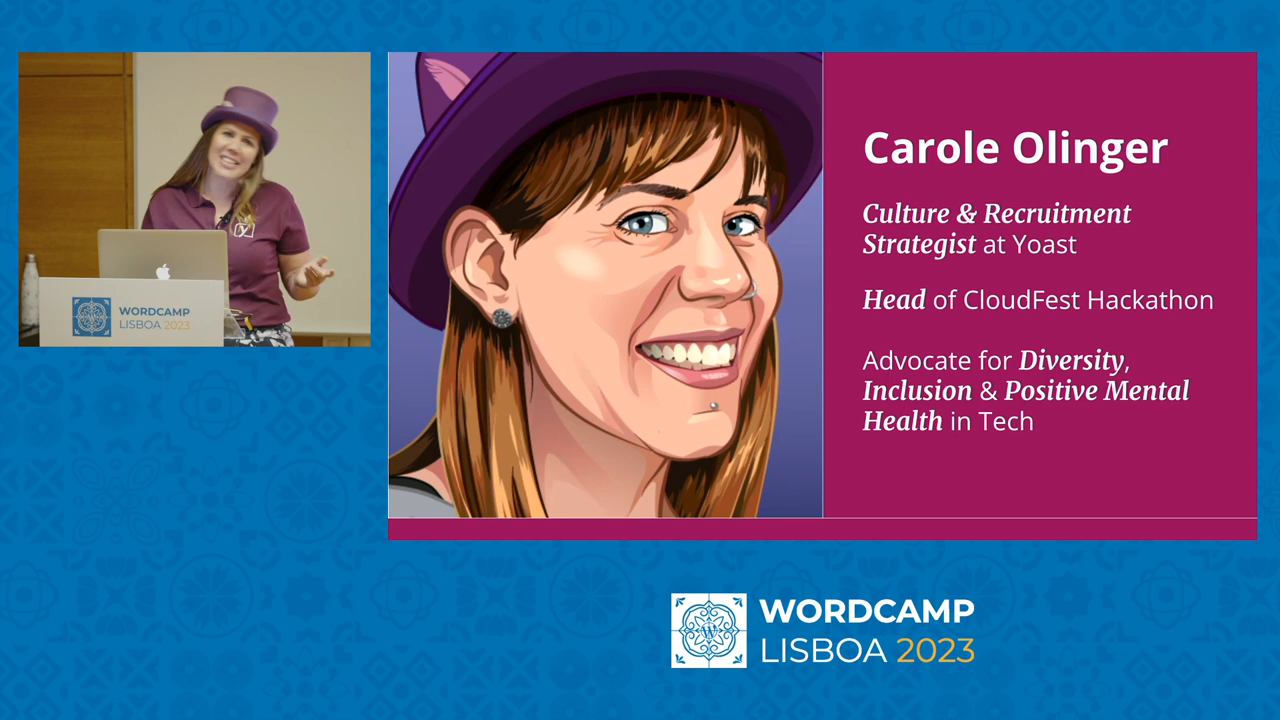 WORDCAMP
LISBOA 2023
Carole Olinger
Culture & Recruitment
Strategist at Yoast
Head of CloudFest Hackathon
Advocate for Diversity,
Inclusion & Positive Mental
Health in Tech
WORDCAMP
LISBOA 2023